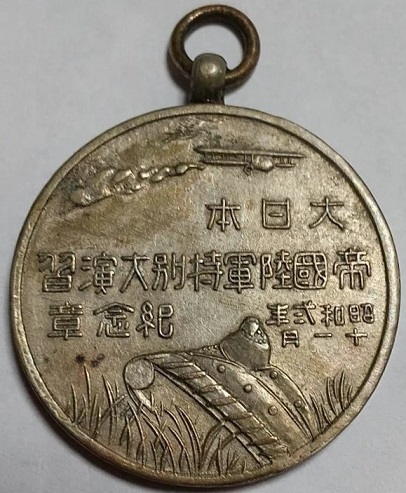 大日本
帝國陸軍特別大演習
昭和弍年
十一月
紀念章